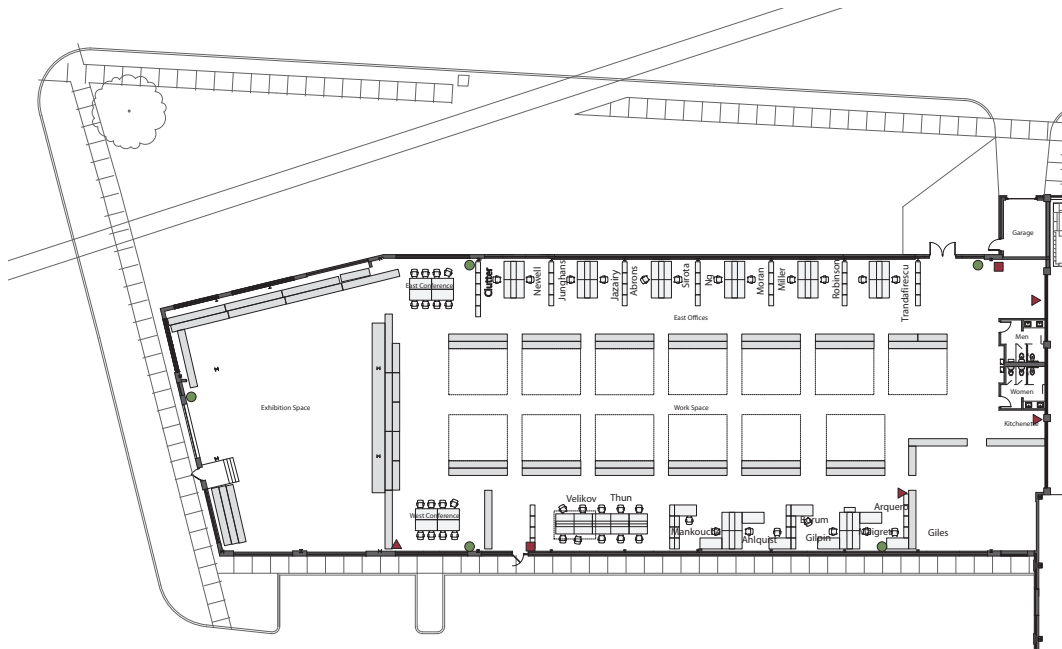 Garage
East Conference
Clutter
Newell
Junghans
Jazairy
Abrons
Sirota
Ng
Moran
Miller
Robinson
Trandafirescu
East Offices
Men
Women
Kitchenette
Exhibition Space
Work Space
West Conference
Velikov
Thun
Mankouche
Ahlquist
Borum
Gilpin
Arquero
Giles